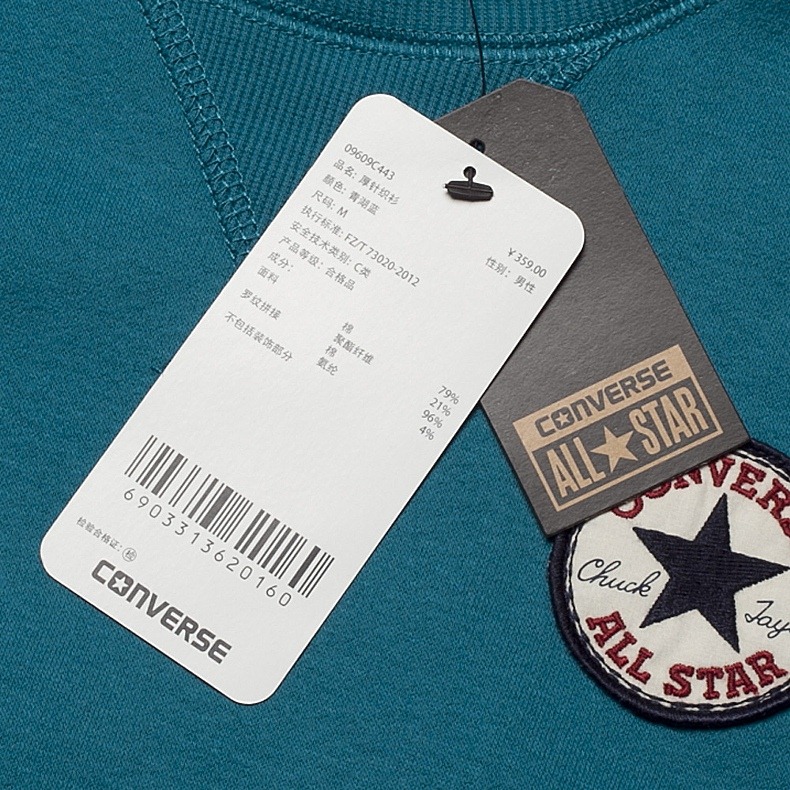 09609C443
品名: 厚针织衫
颜色: 青湖蓝
尺码: M
执行标准: FZ/T 73020-2012
安全技术类别: C类
产品等级: 合格品
成分:
面料
罗纹拼接
不包括装饰部分
¥359.00
性别: 男性
棉
聚酯纤维
棉
氨纶
79%
21%
96%
4%
6903313620160
检验合格证: 检
CONVERSE
CONVERSE
ALL STAR
CONVERS
Chuck
Tay
ALL STAR